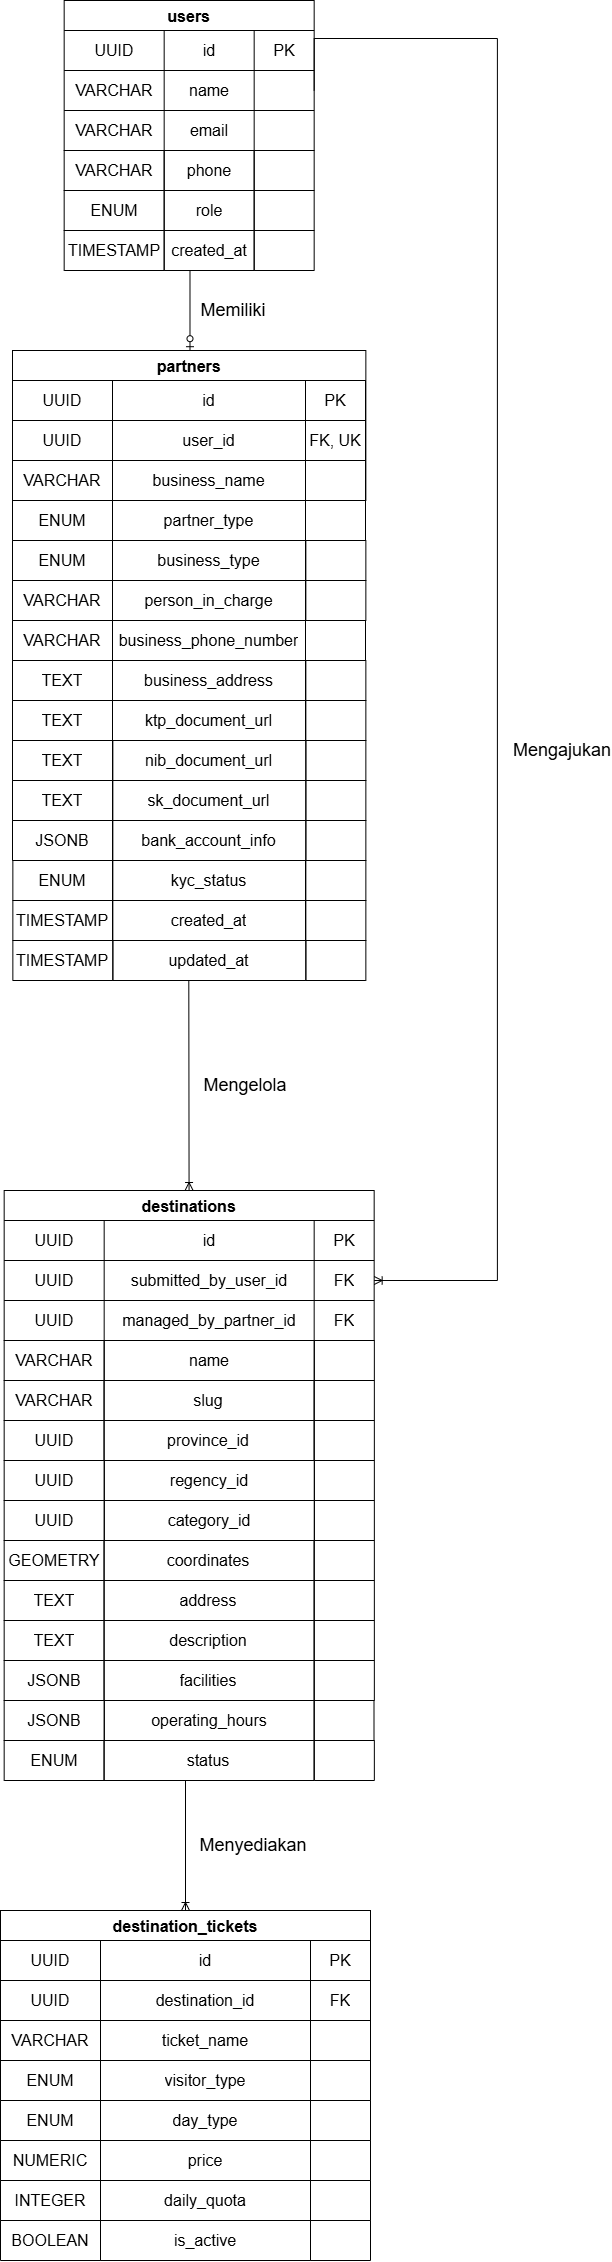 users
UUID id PK
VARCHAR name
VARCHAR email
VARCHAR phone
ENUM role
TIMESTAMP created_at
Memiliki
partners
UUID id PK
UUID user_id FK, UK
VARCHAR business_name
ENUM partner_type
ENUM business_type
VARCHAR person_in_charge
VARCHAR business_phone_number
TEXT business_address
TEXT ktp_document_url
TEXT nib_document_url
TEXT sk_document_url
JSONB bank_account_info
ENUM kyc_status
TIMESTAMP created_at
TIMESTAMP updated_at
Mengajukan
Mengelola
destinations
UUID id PK
UUID submitted_by_user_id FK
UUID managed_by_partner_id FK
VARCHAR name
VARCHAR slug
UUID province_id
UUID regency_id
UUID category_id
GEOMETRY coordinates
TEXT address
TEXT description
JSONB facilities
JSONB operating_hours
ENUM status
Menyediakan
destination_tickets
UUID id PK
UUID destination_id FK
VARCHAR ticket_name
ENUM visitor_type
ENUM day_type
NUMERIC price
INTEGER daily_quota
BOOLEAN is_active